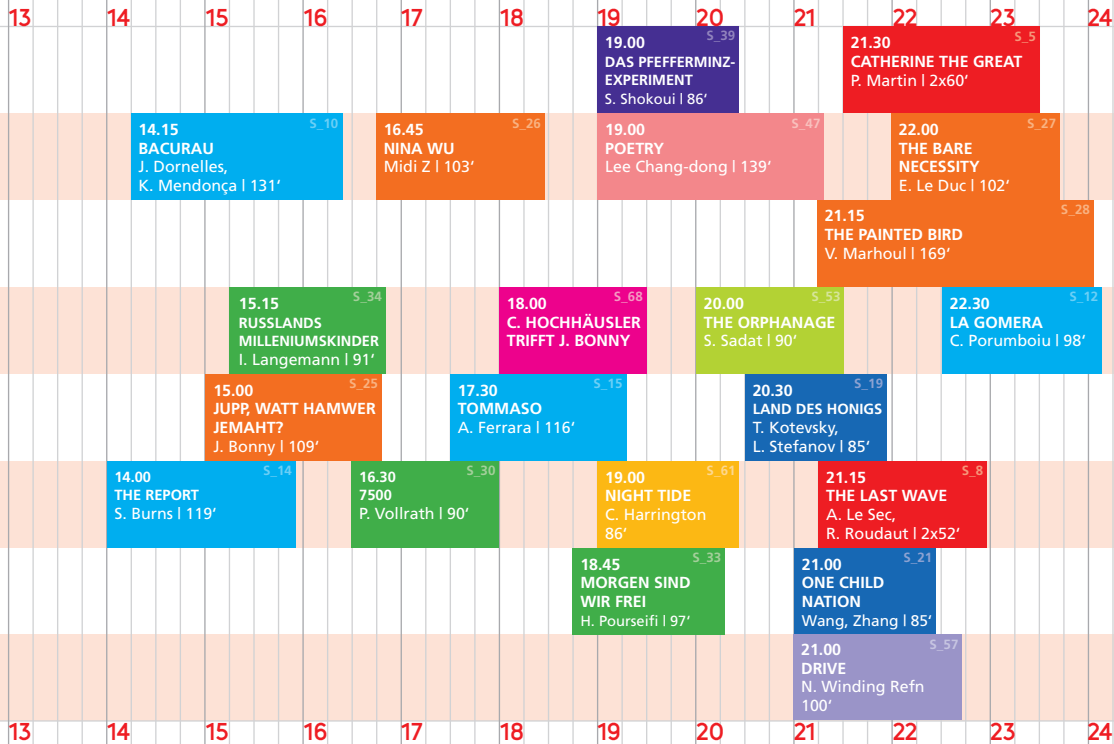 13 14 15 16 17 18 19 20 21 22 23 24
S_39
19.00
DAS PFEFFERMINZ-
EXPERIMENT
S. Shokoui | 86‘
S_5
21.30
CATHERINE THE GREAT
P. Martin | 2x60‘
S_10
14.15
BACURAU
J. Dornelles,
K. Mendonça | 131‘
S_26
16.45
NINA WU
Midi Z | 103‘
S_47
19.00
POETRY
Lee Chang-dong | 139‘
S_27
22.00
THE BARE
NECESSITY
E. Le Duc | 102‘
S_28
21.15
THE PAINTED BIRD
V. Marhoul | 169‘
S_34
15.15
RUSSLANDS
MILLENIUMSKINDER
I. Langemann | 91‘
S_68
18.00
C. HOCHHÄUSLER
TRIFFT J. BONNY
S_53
20.00
THE ORPHANAGE
S. Sadat | 90‘
S_12
22.30
LA GOMERA
C. Porumboiu | 98‘
S_25
15.00
JUPP, WATT HAMWER
JEMAHT?
J. Bonny | 109‘
S_15
17.30
TOMMASO
A. Ferrara | 116‘
S_19
20.30
LAND DES HONIGS
T. Kotevsky,
L. Stefanov | 85‘
S_14
14.00
THE REPORT
S. Burns | 119‘
S_30
16.30
7500
P. Vollrath | 90‘
S_61
19.00
NIGHT TIDE
C. Harrington
86‘
S_8
21.15
THE LAST WAVE
A. Le Sec,
R. Roudaut | 2x52‘
S_33
18.45
MORGEN SIND
WIR FREI
H. Pourseifi | 97‘
S_21
21.00
ONE CHILD
NATION
Wang, Zhang | 85‘
S_57
21.00
DRIVE
N. Winding Refn
100‘
13 14 15 16 17 18 19 20 21 22 23 24